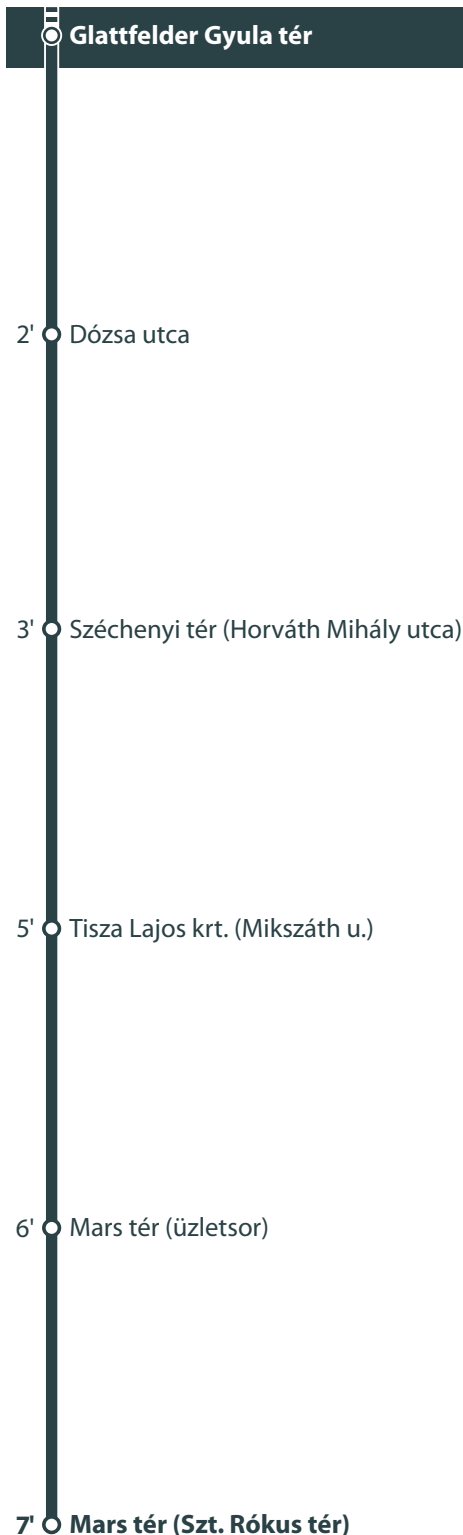 Glattfelder Gyula tér
2' Dózsa utca
3' Széchenyi tér (Horváth Mihály utca)
5' Tisza Lajos krt. (Mikszáth u.)
6' Mars tér (üzletsor)
7' Mars tér (Szt. Rókus tér)